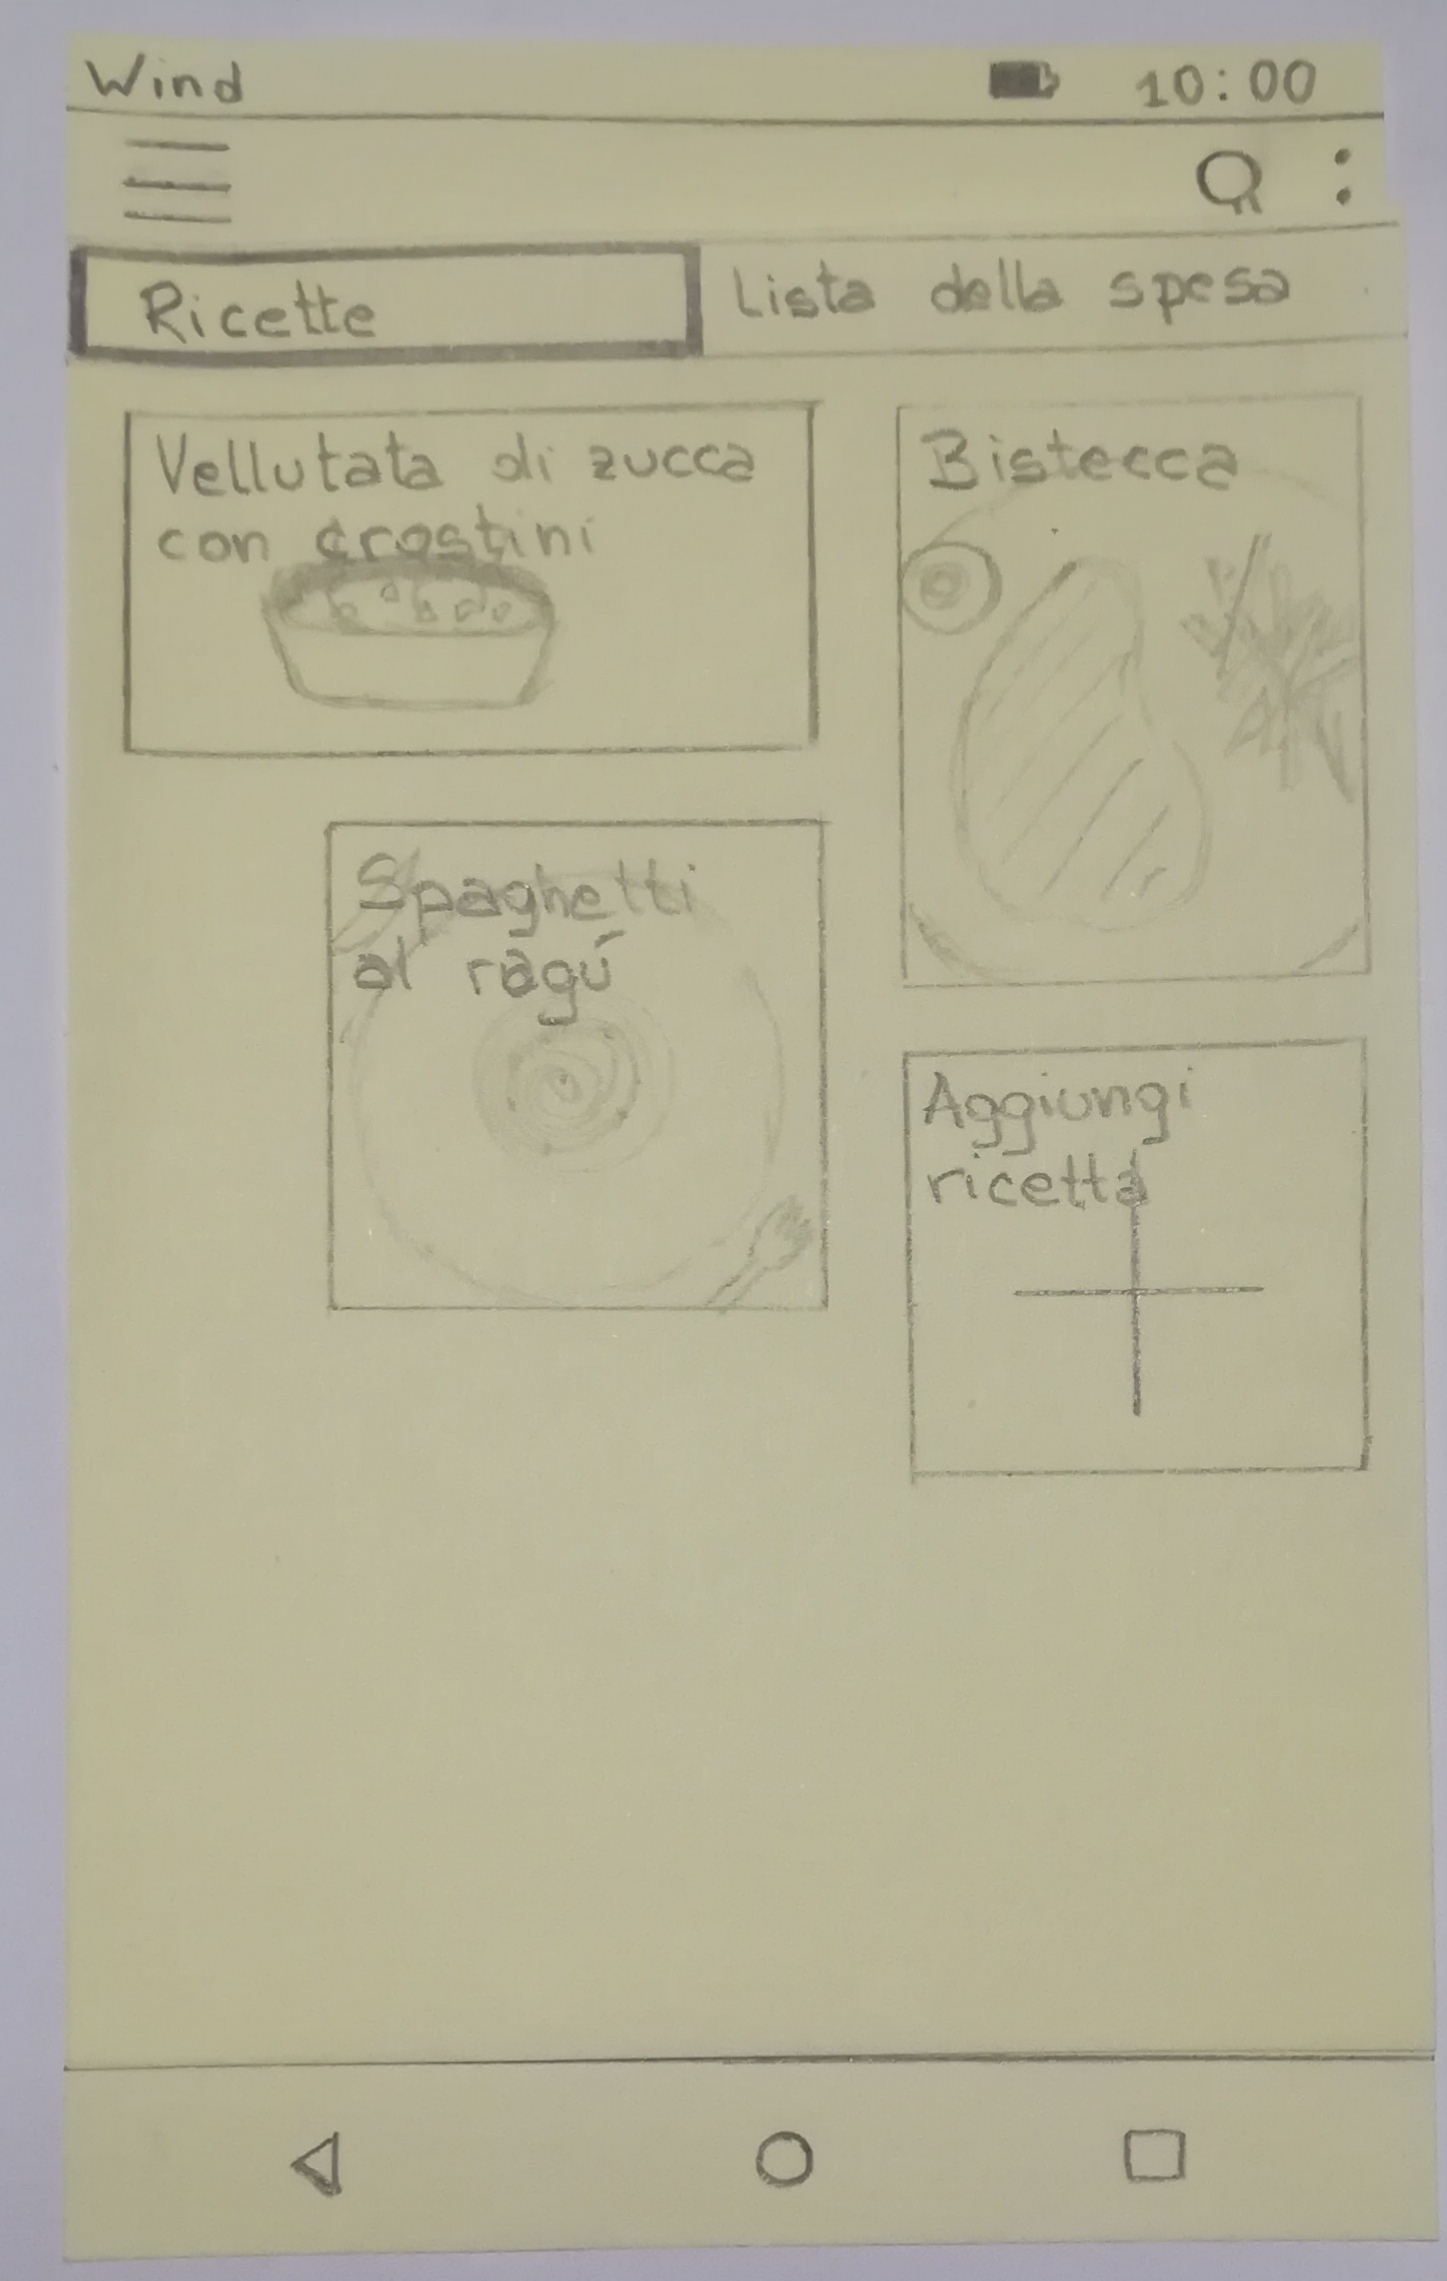 Wind 10:00
Ricette Lista della spesa
Vellutata di zucca
con crostini
Bistecca
Spaghetti
al ragú
Aggiungi
ricetta